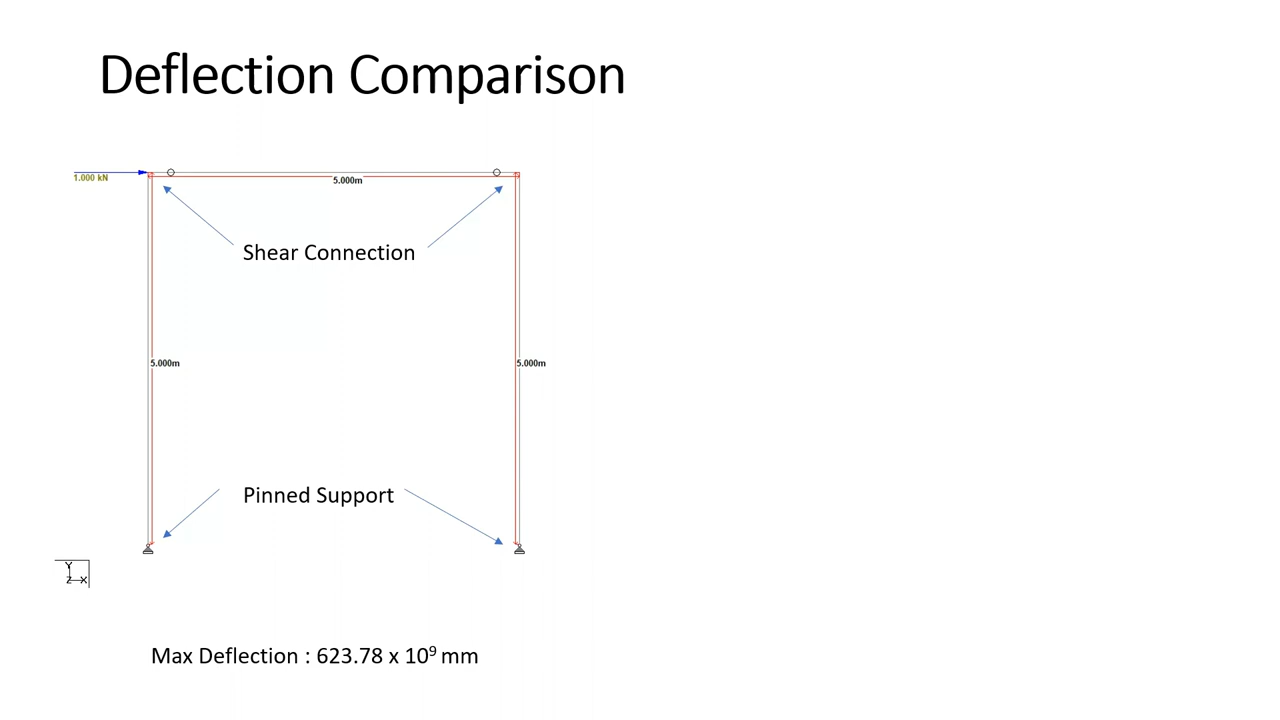 Deflection Comparison
1.000 kN
5.000m
Shear Connection
5.000m
5.000m
Pinned Support
Y
Z X
Max Deflection : 623.78 x 10⁹ mm